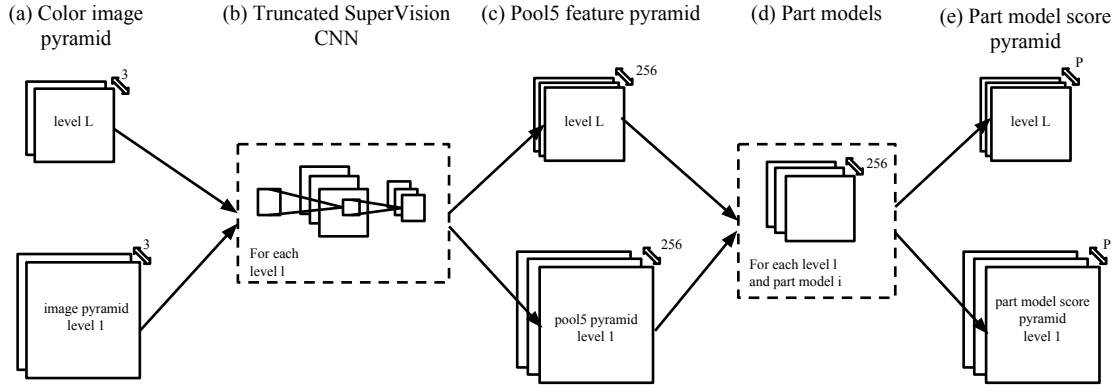 (a) Color image
pyramid
(b) Truncated SuperVision
CNN
(c) Pool5 feature pyramid
(d) Part models
(e) Part model score
pyramid
3
level L
256
level L
P
level L
256
For each
level l
For each level l
and part model i
3
image pyramid
level 1
256
pool5 pyramid
level 1
P
part model score
pyramid
level 1